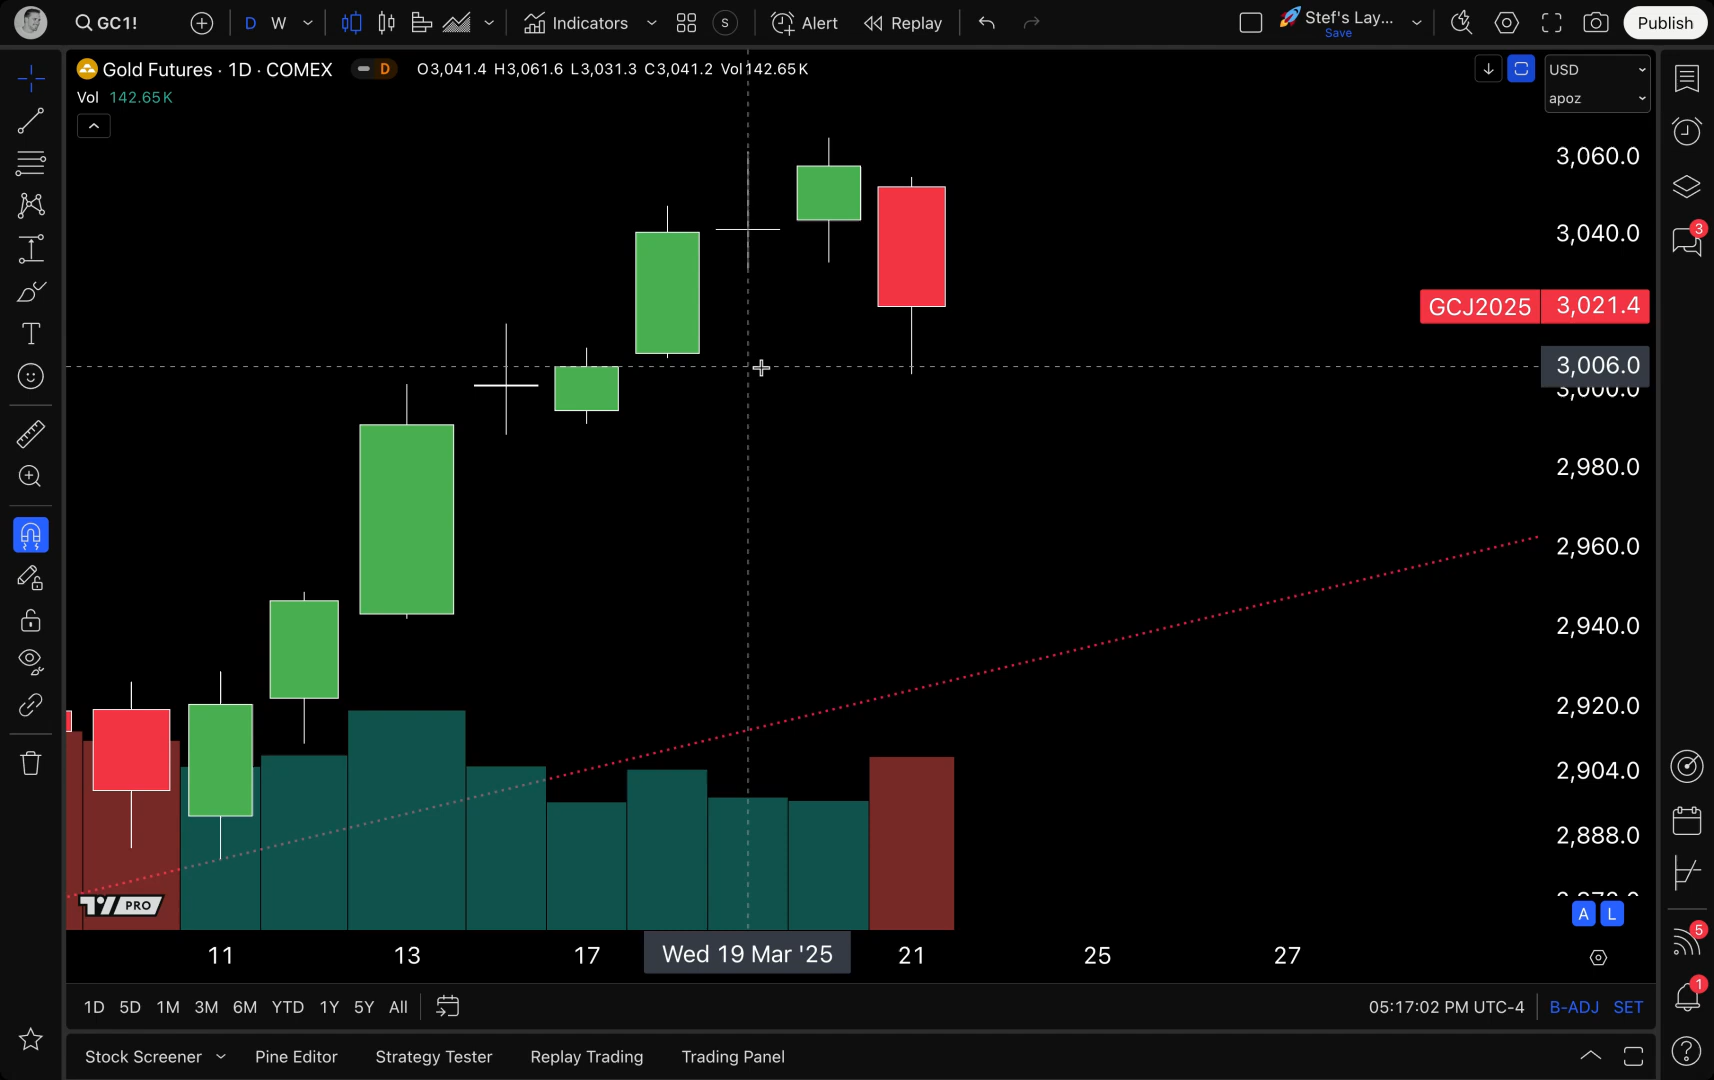 GC1!
D W
Indicators
S
Alert
Replay
Stef's Lay...
Save
Publish
Gold Futures · 1D · COMEX
D
O3,041.4 H3,061.6 L3,031.3 C3,041.2 Vol142.65K
Vol 142.65K
USD
apoz
3,060.0
3,040.0
3
GCJ2025 3,021.4
3,006.0
3,000.0
2,980.0
2,960.0
2,940.0
2,920.0
2,904.0
2,888.0
PRO
A L
11 13 17 Wed 19 Mar '25 21 25 27
5
1D 5D 1M 3M 6M YTD 1Y 5Y All
05:17:02 PM UTC-4 B-ADJ SET
1
Stock Screener Pine Editor Strategy Tester Replay Trading Trading Panel